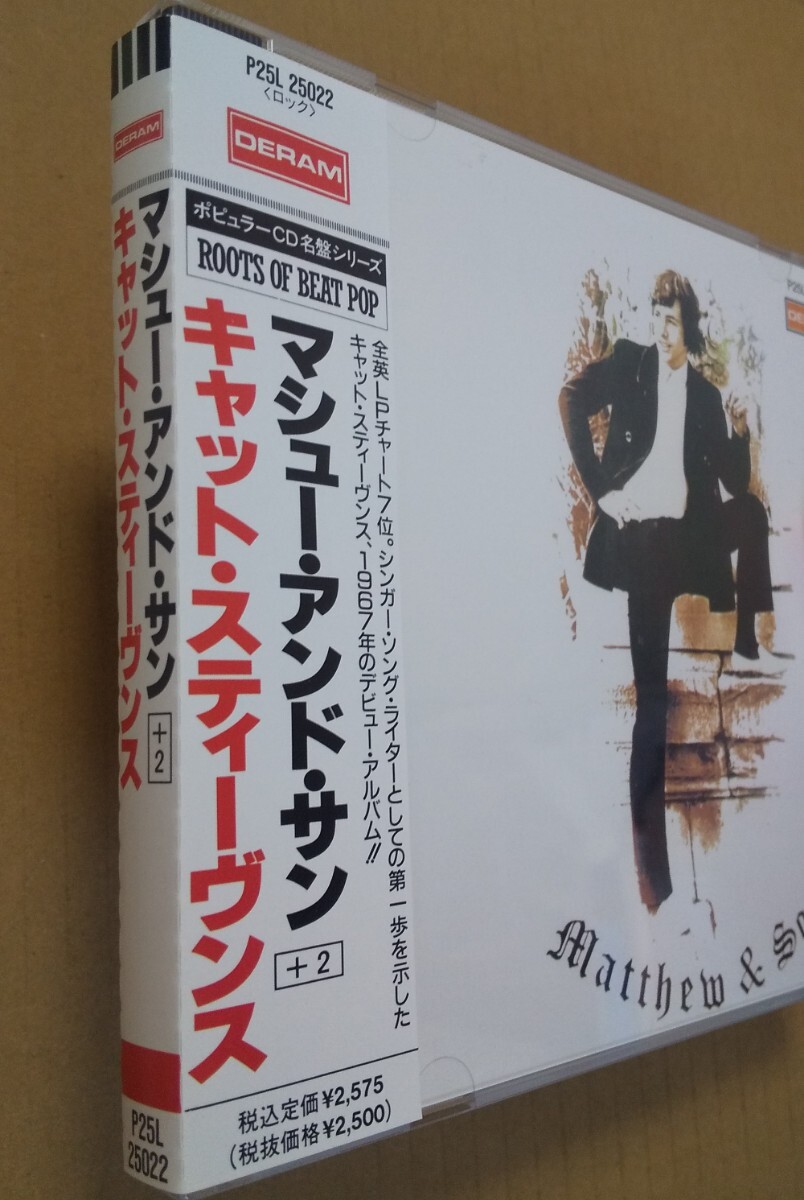 DERAM
マシュー・アンド・サン +2
キャット・スティーヴンス
P25L
25022
P25L 25022
〈ロック〉
DERAM
ポピュラーCD名盤シリーズ
ROOTS OF BEAT POP
全英LPチャート7位。シンガー・ソング・ライターとしての第一歩を示した
キャット・スティーヴンス、1967年のデビュー・アルバム!!
マシュー・アンド・サン +2
キャット・スティーヴンス
税込定価¥2,575
(税抜価格¥2,500)
Matthew &